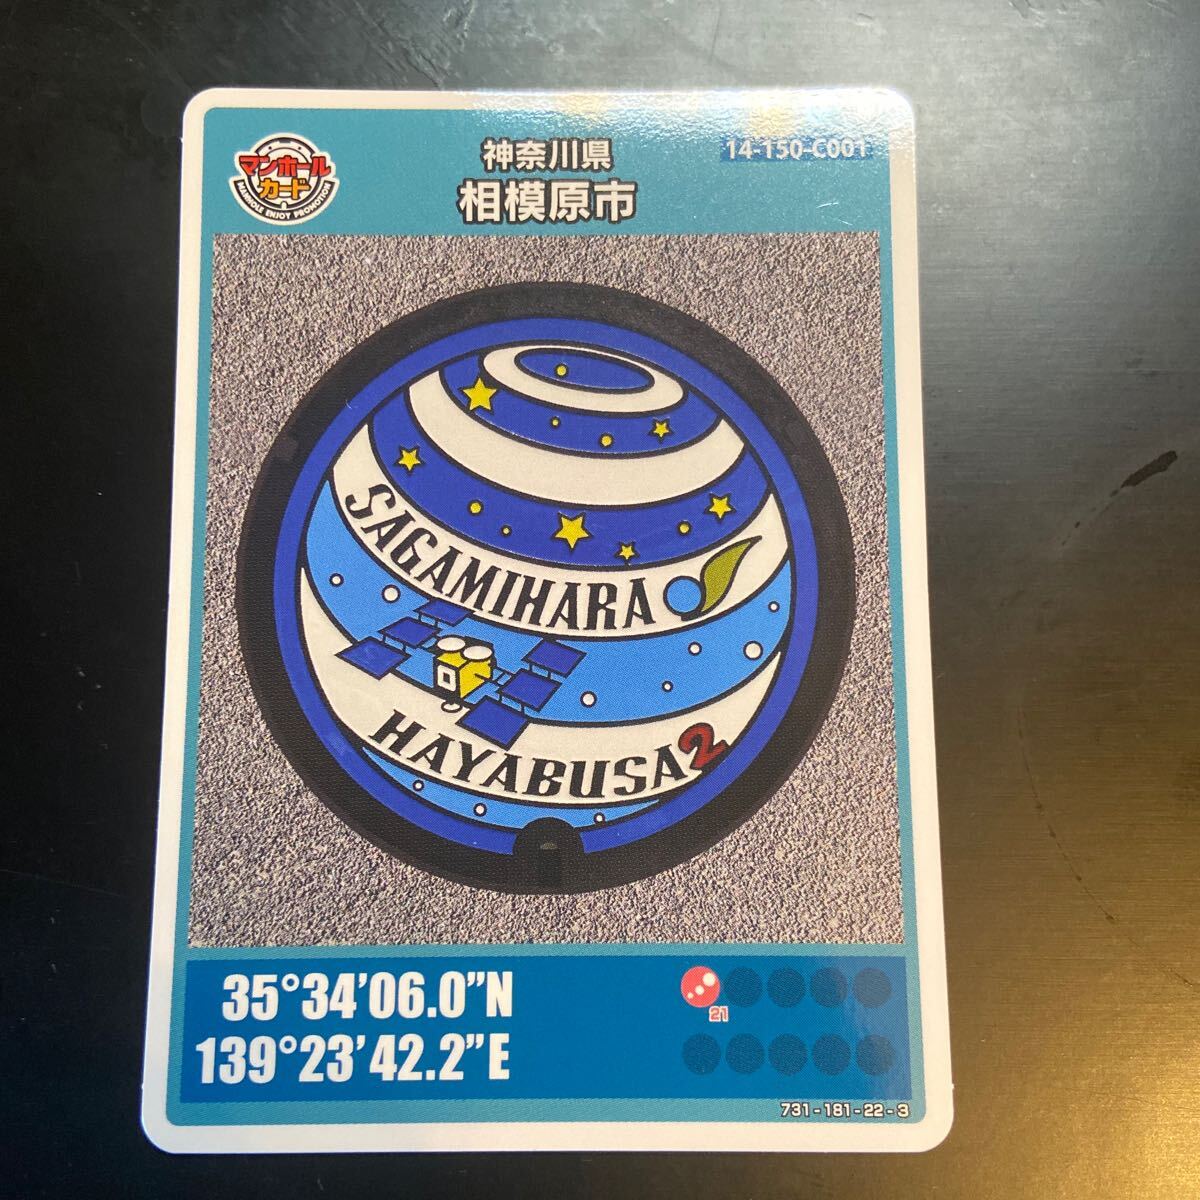 マンホール
カード
MANHOLE ENJOY PROMOTION
神奈川県
相模原市
14-150-C001
SAGAMIHARA
HAYABUSA2
35°34'06.0"N
139°23'42.2"E
21
731-181-22-3